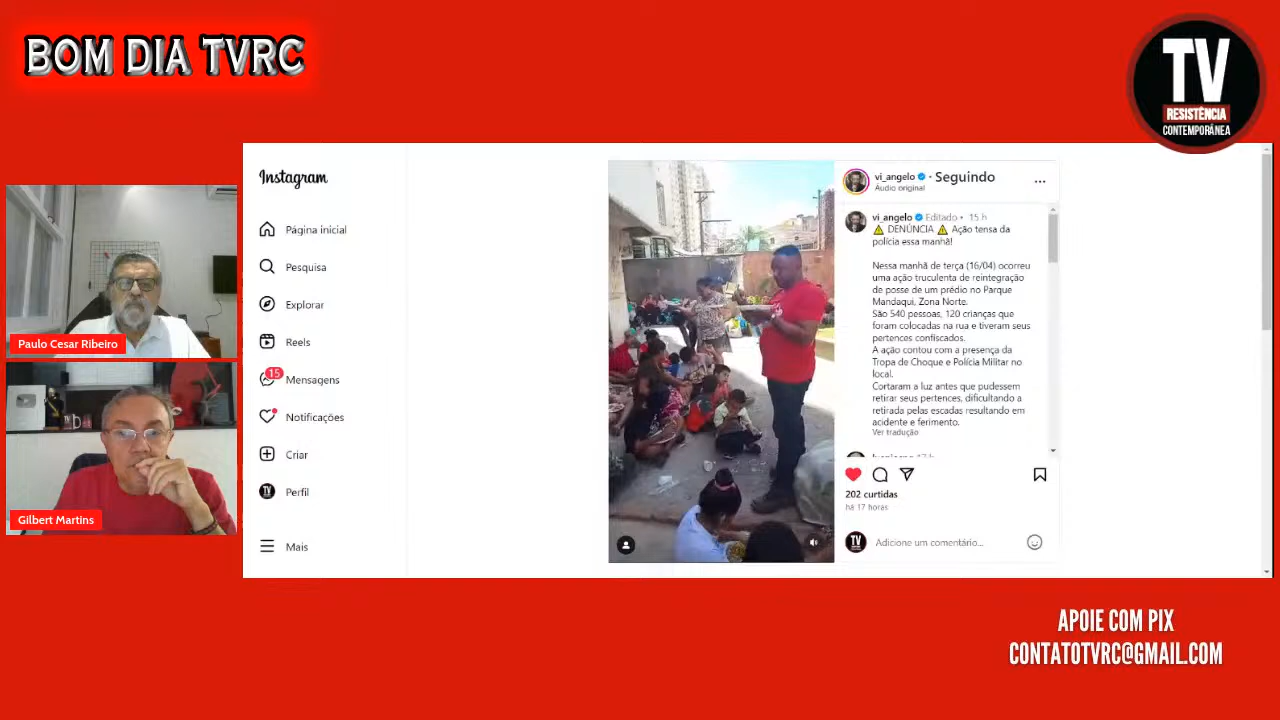 BOM DIA TVRC
TV
RESISTÊNCIA
CONTEMPORÂNEA
Paulo Cesar Ribeiro
Gilbert Martins
Instagram
Página inicial
Pesquisa
Explorar
Reels
15
Mensagens
Notificações
Criar
TV
Perfil
Mais
vi_angelo • Seguindo
Áudio original
...
vi_angelo Editado • 15 h
⚠ DENÚNCIA ⚠ Ação tensa da
polícia essa manhã!
Nessa manhã de terça (16/04) ocorreu
uma ação truculenta de reintegração
de posse de um prédio no Parque
Mandaqui, Zona Norte.
São 540 pessoas, 120 crianças que
foram colocadas na rua e tiveram seus
pertences confiscados.
A ação contou com a presença da
Tropa de Choque e Polícia Militar no
local.
Cortaram a luz antes que pudessem
retirar seus pertences, dificultando a
retirada pelas escadas resultando em
acidente e ferimento.
Ver tradução
202 curtidas
há 17 horas
TV
Adicione um comentário...
APOIE COM PIX
CONTATOTVRC@GMAIL.COM